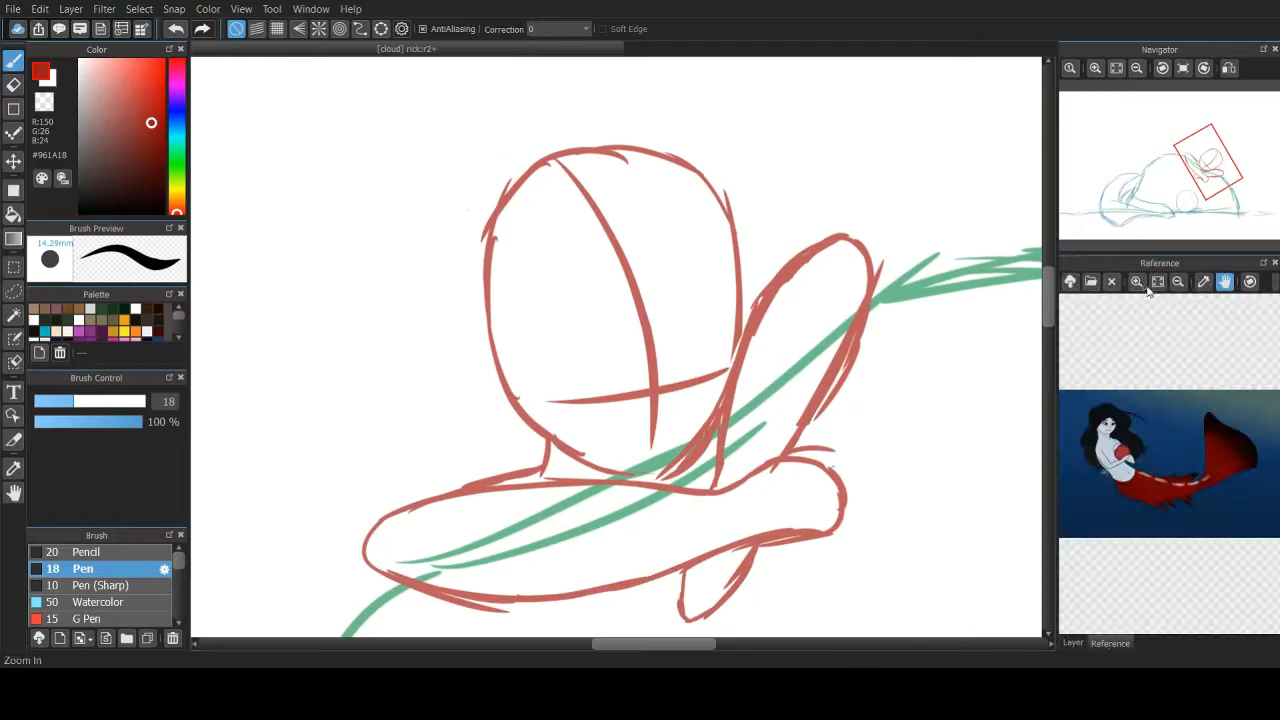 File Edit Layer Filter Select Snap Color View Tool Window Help
AntiAliasing Correction 0 Soft Edge
Color
[cloud] rick:r2+
Navigator
R:150
G:26
B:24
#961A18
Brush Preview
14.29mm
Reference
Palette
---
Brush Control
18
100 %
Brush
20 Pencil
18 Pen
10 Pen (Sharp)
50 Watercolor
15 G Pen
Layer Reference
Zoom In